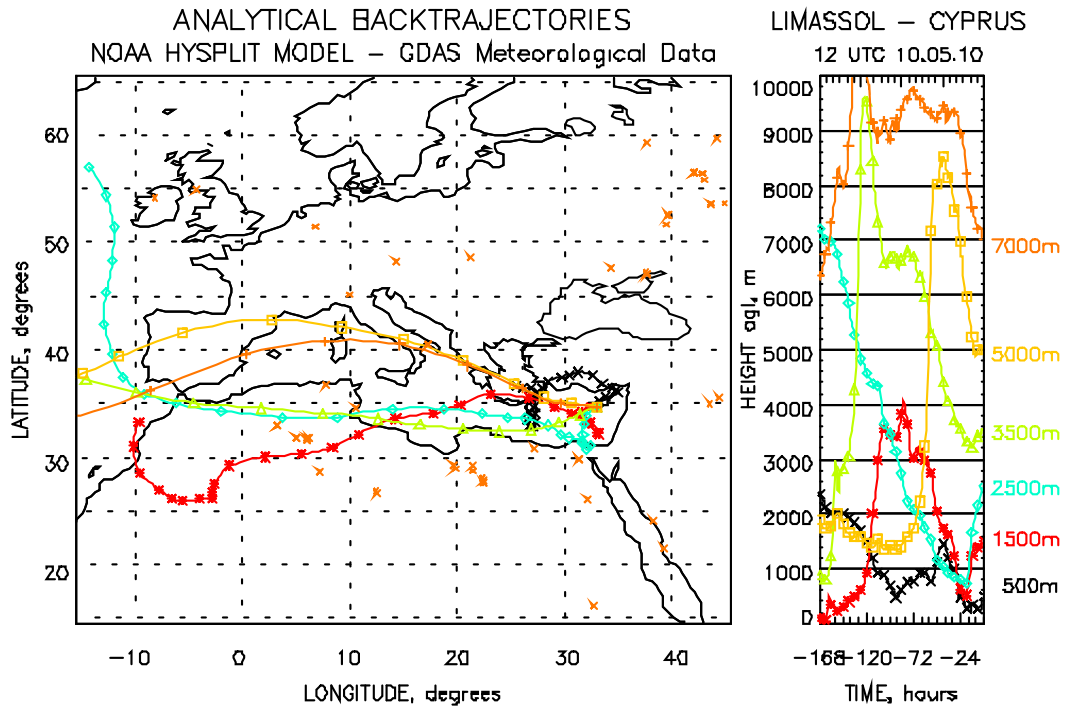 ANALYTICAL BACKTRAJECTORIES
NOAA HYSPLIT MODEL – GDAS Meteorological Data
LIMASSOL – CYPRUS
12 UTC 10.05.10
LATITUDE, degrees
60
50
40
30
20
-10
0
10
20
30
40
LONGITUDE, degrees
HEIGHT agl, m
10000
9000
8000
7000
6000
5000
4000
3000
2000
1000
0
7000m
5000m
3500m
2500m
1500m
500m
-168
-120
-72
-24
TIME, hours